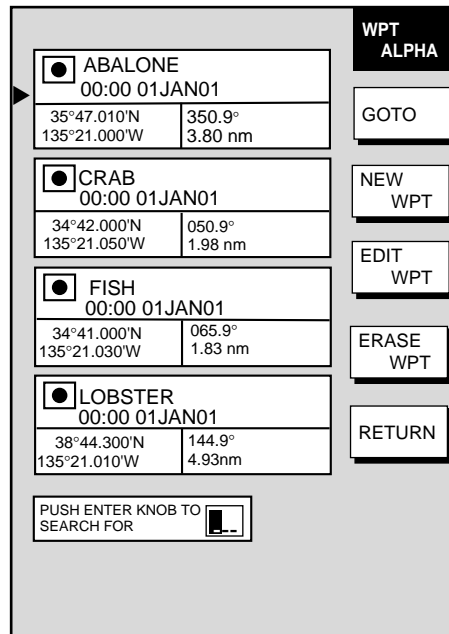 WPT
ALPHA
ABALONE
00:00 01JAN01
35°47.010'N 350.9°
135°21.000'W 3.80 nm
GOTO
CRAB
00:00 01JAN01
34°42.000'N 050.9°
135°21.050'W 1.98 nm
NEW
WPT
FISH
00:00 01JAN01
34°41.000'N 065.9°
135°21.030'W 1.83 nm
EDIT
WPT
ERASE
WPT
LOBSTER
00:00 01JAN01
38°44.300'N 144.9°
135°21.010'W 4.93nm
RETURN
PUSH ENTER KNOB TO
SEARCH FOR _ _ _